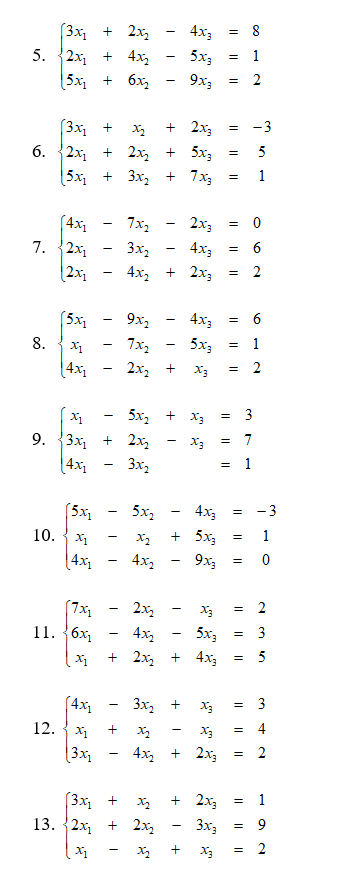 3x₁ + 2x₂ − 4x₃ = 8
5. 2x₁ + 4x₂ − 5x₃ = 1
5x₁ + 6x₂ − 9x₃ = 2
3x₁ + x₂ + 2x₃ = −3
6. 2x₁ + 2x₂ + 5x₃ = 5
5x₁ + 3x₂ + 7x₃ = 1
4x₁ − 7x₂ − 2x₃ = 0
7. 2x₁ − 3x₂ − 4x₃ = 6
2x₁ − 4x₂ + 2x₃ = 2
5x₁ − 9x₂ − 4x₃ = 6
8. x₁ − 7x₂ − 5x₃ = 1
4x₁ − 2x₂ + x₃ = 2
x₁ − 5x₂ + x₃ = 3
9. 3x₁ + 2x₂ − x₃ = 7
4x₁ − 3x₂ = 1
5x₁ − 5x₂ − 4x₃ = −3
10. x₁ − x₂ + 5x₃ = 1
4x₁ − 4x₂ − 9x₃ = 0
7x₁ − 2x₂ − x₃ = 2
11. 6x₁ − 4x₂ − 5x₃ = 3
x₁ + 2x₂ + 4x₃ = 5
4x₁ − 3x₂ + x₃ = 3
12. x₁ + x₂ − x₃ = 4
3x₁ − 4x₂ + 2x₃ = 2
3x₁ + x₂ + 2x₃ = 1
13. 2x₁ + 2x₂ − 3x₃ = 9
x₁ − x₂ + x₃ = 2